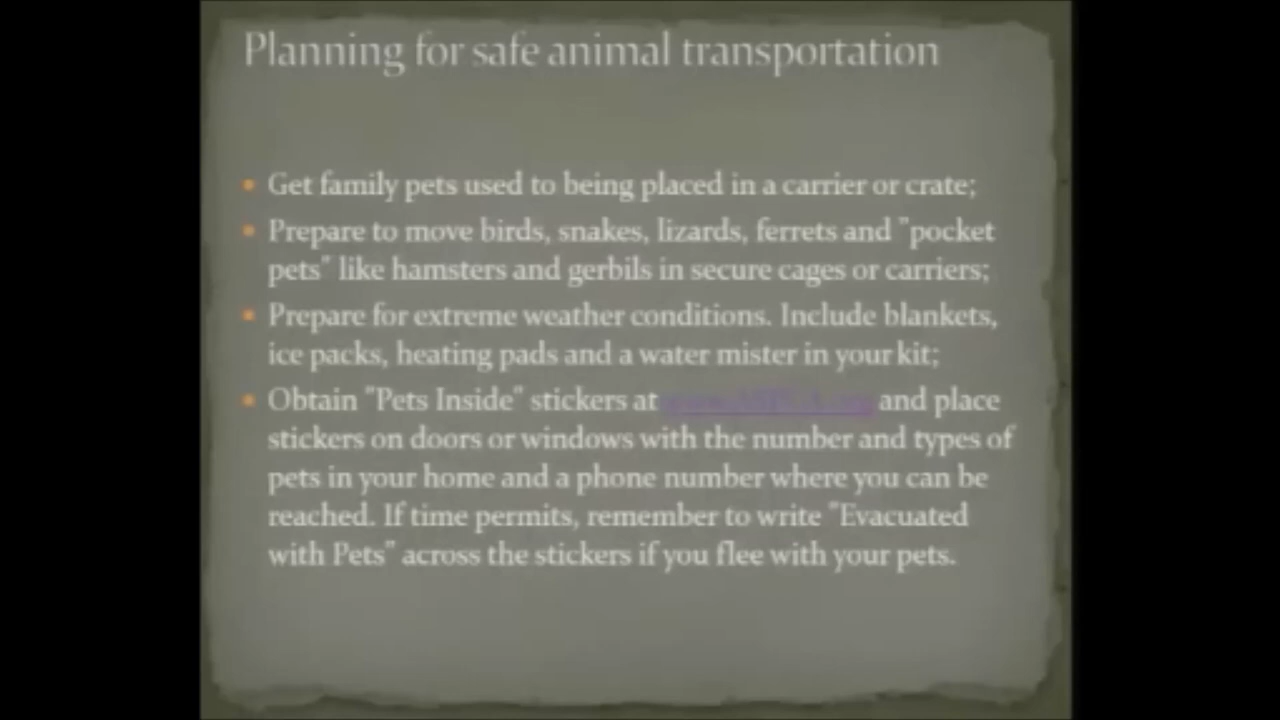 Planning for safe animal transportation
Get family pets used to being placed in a carrier or crate;
Prepare to move birds, snakes, lizards, ferrets and "pocket
pets" like hamsters and gerbils in secure cages or carriers;
Prepare for extreme weather conditions. Include blankets,
ice packs, heating pads and a water mister in your kit;
Obtain "Pets Inside" stickers at and place
stickers on doors or windows with the number and types of
pets in your home and a phone number where you can be
reached. If time permits, remember to write "Evacuated
with Pets" across the stickers if you flee with your pets.